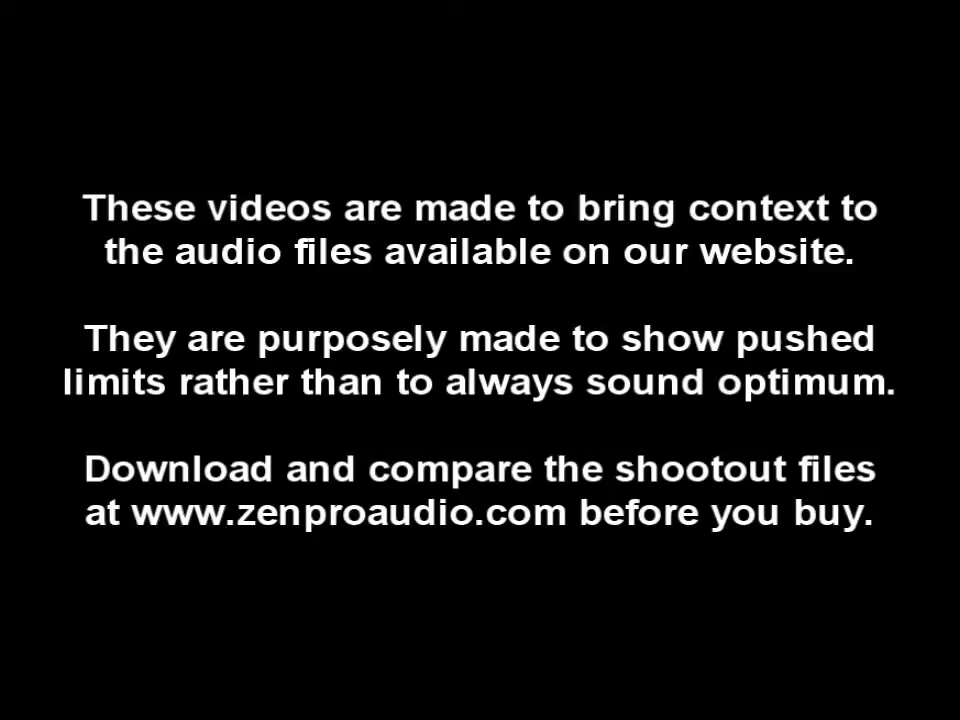 These videos are made to bring context to
the audio files available on our website.
They are purposely made to show pushed
limits rather than to always sound optimum.
Download and compare the shootout files
at www.zenproaudio.com before you buy.